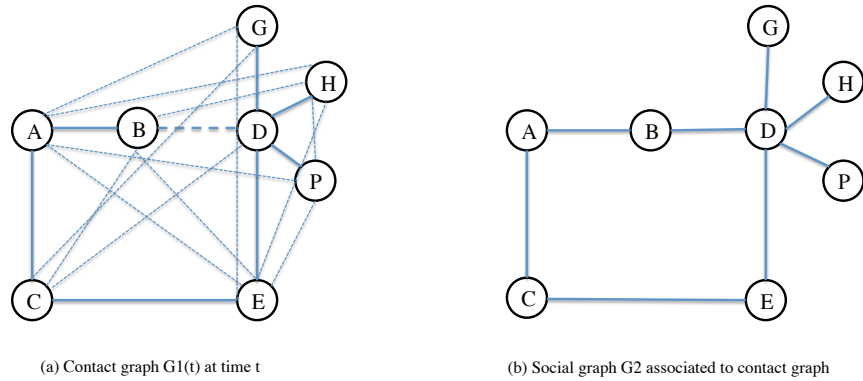 G G
H H
A B D A B D
P P
C E C E
(a) Contact graph G1(t) at time t (b) Social graph G2 associated to contact graph